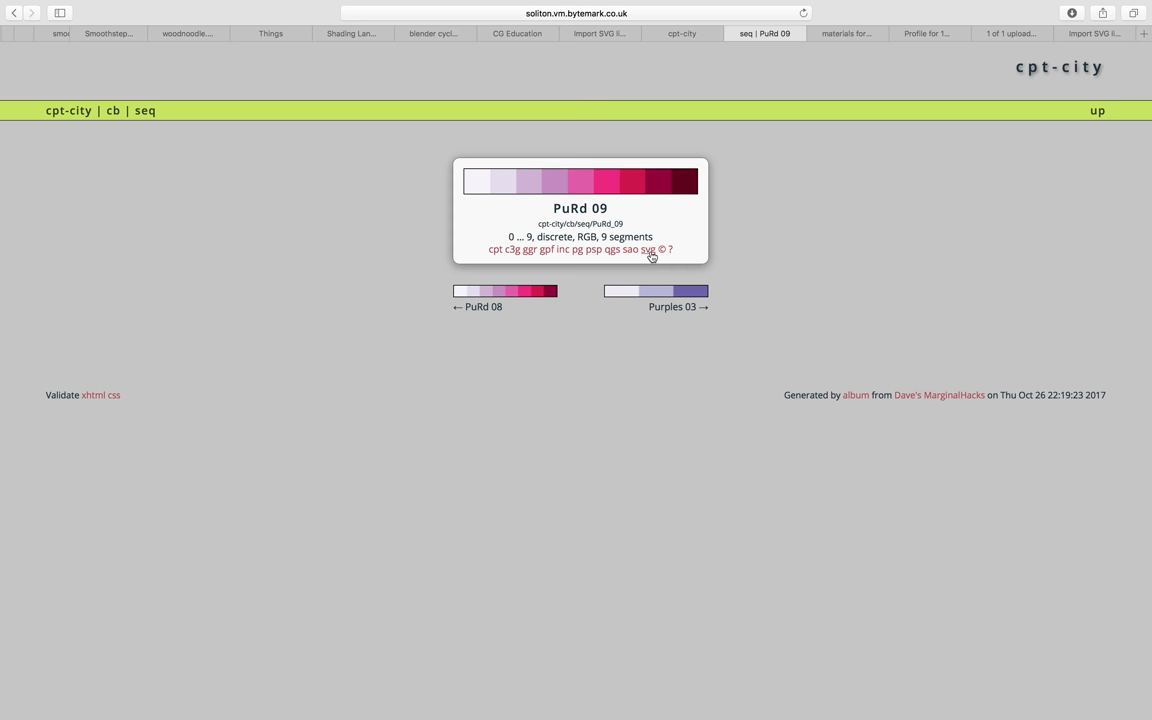 soliton.vm.bytemark.co.uk
Smoothstep... woodnoodle.... Things Shading Lan... blender cycl... CG Education Import SVG li... cpt-city seq | PuRd 09 materials for... Profile for 1... 1 of 1 upload... Import SVG li...
cpt-city
cpt-city | cb | seq up
PuRd 09
cpt-city/cb/seq/PuRd_09
0 ... 9, discrete, RGB, 9 segments
cpt c3g ggr gpf inc pg psp qgs sao svg © ?
← PuRd 08 Purples 03 →
Validate xhtml css Generated by album from Dave's MarginalHacks on Thu Oct 26 22:19:23 2017